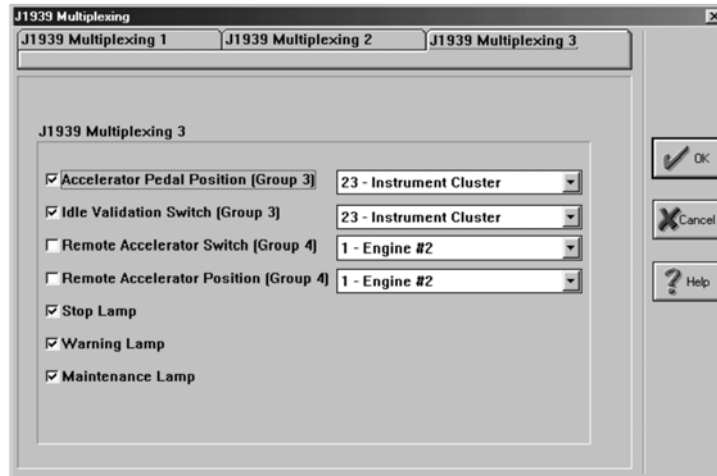 J1939 Multiplexing
J1939 Multiplexing 1 J1939 Multiplexing 2 J1939 Multiplexing 3
J1939 Multiplexing 3
Accelerator Pedal Position (Group 3) 23 - Instrument Cluster
Idle Validation Switch (Group 3) 23 - Instrument Cluster
Remote Accelerator Switch (Group 4) 1 - Engine #2
Remote Accelerator Position (Group 4) 1 - Engine #2
Stop Lamp
Warning Lamp
Maintenance Lamp
OK
Cancel
Help